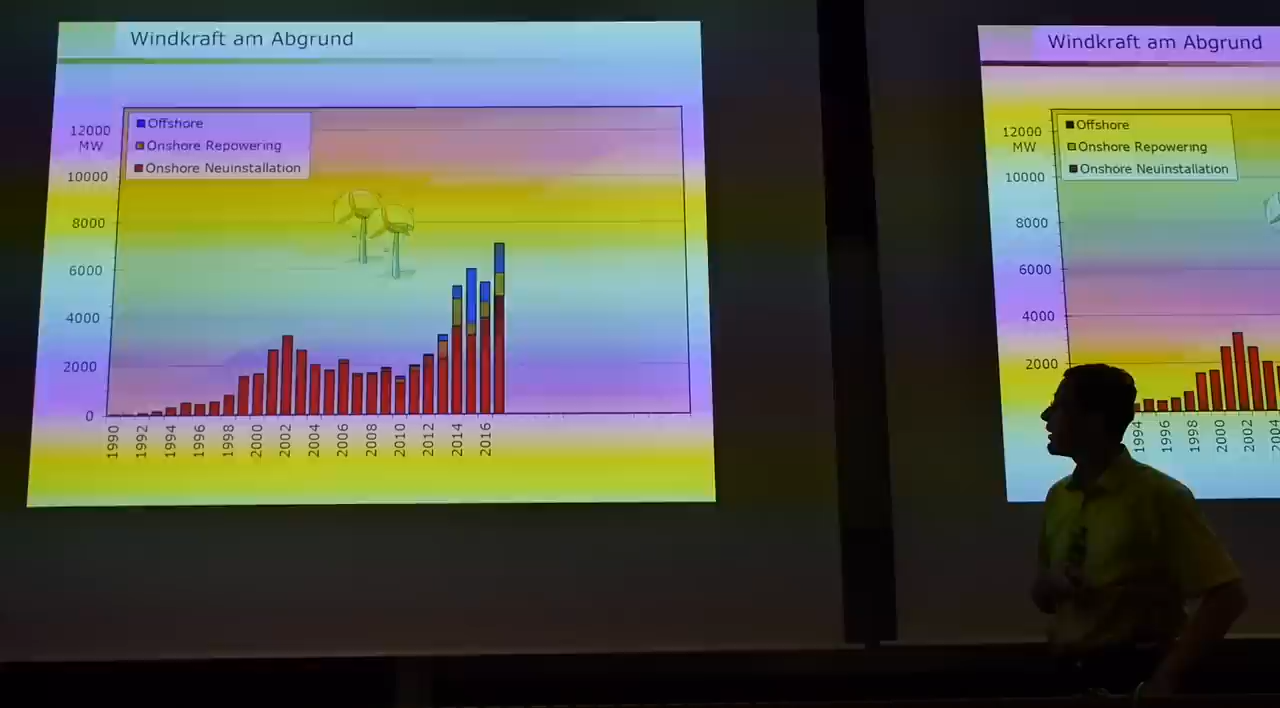 Windkraft am Abgrund
Offshore
Onshore Repowering
Onshore Neuinstallation
12000
MW
10000
8000
6000
4000
2000
0
1990 1992 1994 1996 1998 2000 2002 2004 2006 2008 2010 2012 2014 2016
Windkraft am Abgrund
Offshore
Onshore Repowering
Onshore Neuinstallation
12000
MW
10000
8000
6000
4000
2000
1994 1996 1998 2000 2002 2004